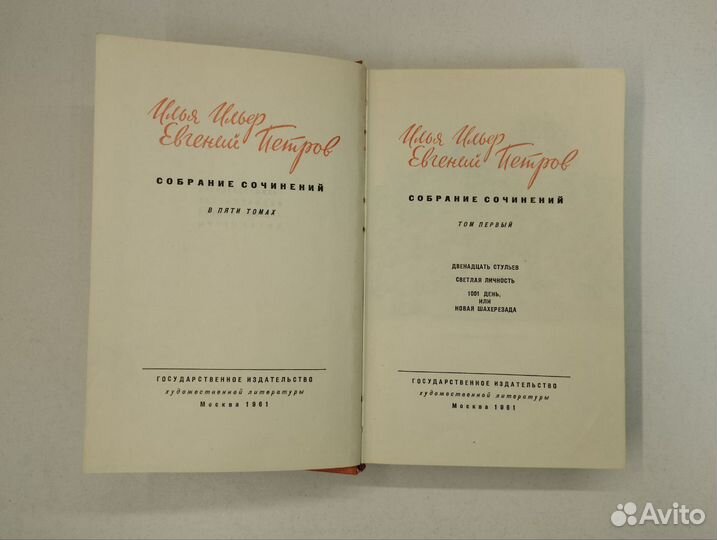 Илья Ильф
Евгений Петров
СОБРАНИЕ СОЧИНЕНИЙ
В ПЯТИ ТОМАХ
ГОСУДАРСТВЕННОЕ ИЗДАТЕЛЬСТВО
художественной литературы
Москва 1961
Илья Ильф
Евгений Петров
СОБРАНИЕ СОЧИНЕНИЙ
ТОМ ПЕРВЫЙ
ДВЕНАДЦАТЬ СТУЛЬЕВ
СВЕТЛАЯ ЛИЧНОСТЬ
1001 ДЕНЬ,
ИЛИ
НОВАЯ ШАХЕРЕЗАДА
ГОСУДАРСТВЕННОЕ ИЗДАТЕЛЬСТВО
художественной литературы
Москва 1961
Avito